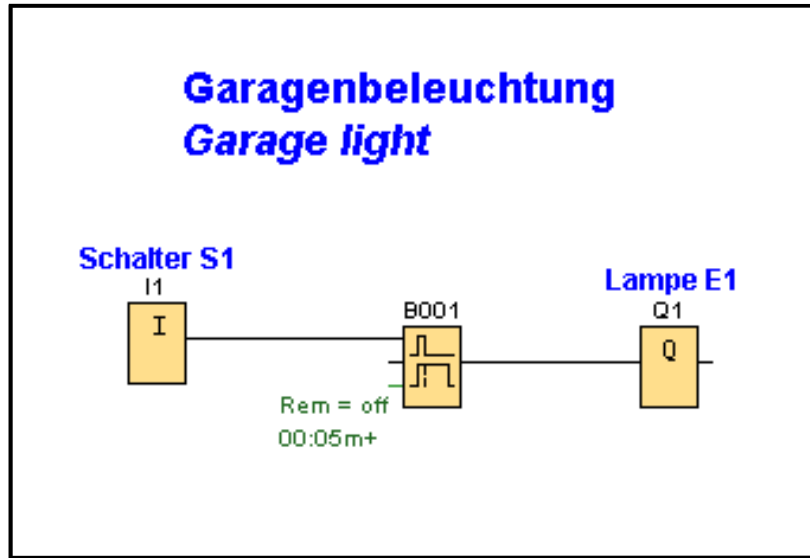 Garagenbeleuchtung
Garage light
Schalter S1
I1
I
B001
Rem = off
00:05m+
Lampe E1
Q1
Q